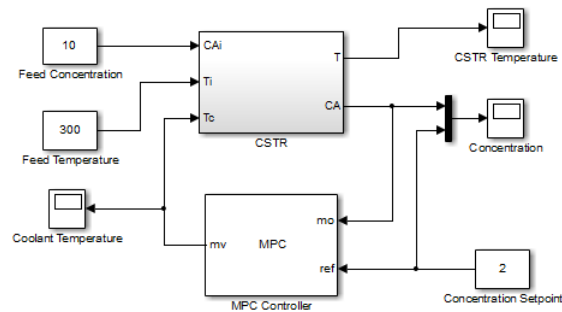 10
Feed Concentration
300
Feed Temperature
CAi
Ti
Tc
T
CA
CSTR
CSTR Temperature
Concentration
Coolant Temperature
mv
MPC
mo
ref
MPC Controller
2
Concentration Setpoint